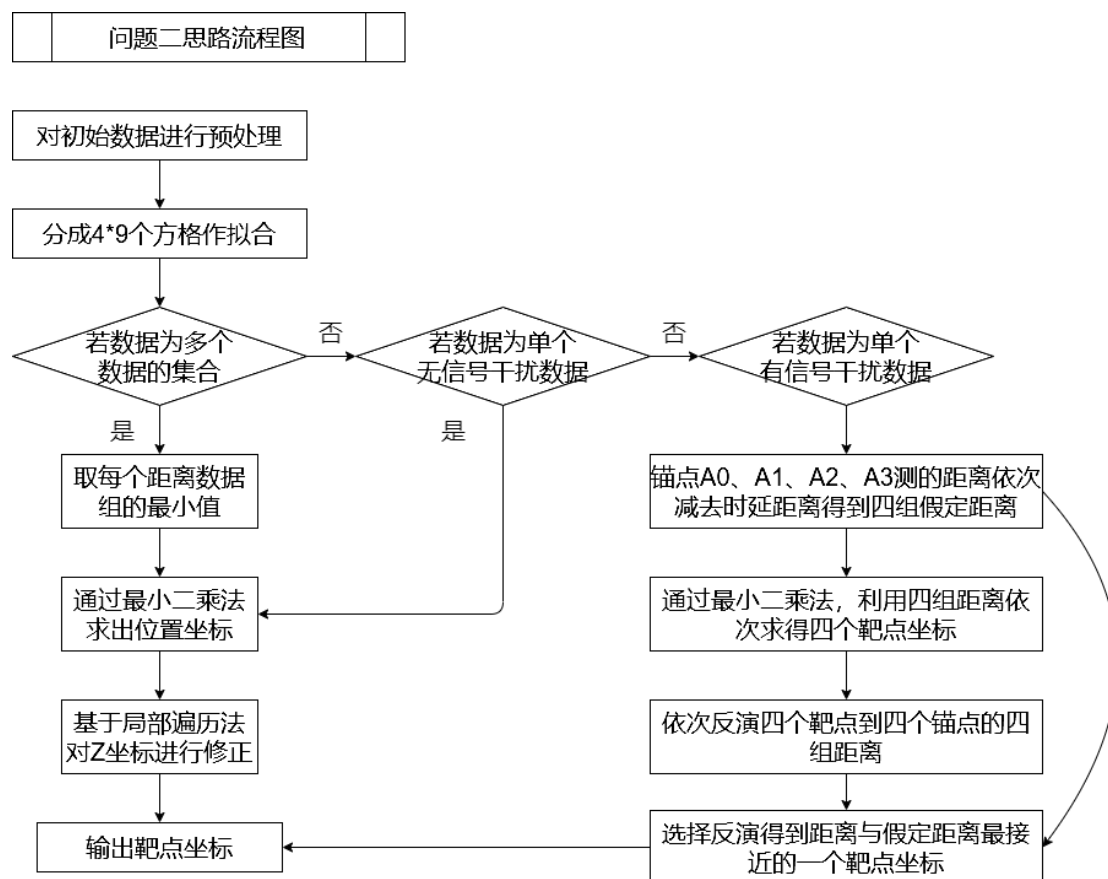 问题二思路流程图
对初始数据进行预处理
分成4*9个方格作拟合
若数据为多个
数据的集合
否
若数据为单个
无信号干扰数据
否
若数据为单个
有信号干扰数据
是
是
取每个距离数据
组的最小值
锚点A0、A1、A2、A3测的距离依次
减去时延距离得到四组假定距离
通过最小二乘法
求出位置坐标
通过最小二乘法，利用四组距离依
次求得四个靶点坐标
基于局部遍历法
对Z坐标进行修正
依次反演四个靶点到四个锚点的四
组距离
输出靶点坐标
选择反演得到距离与假定距离最接
近的一个靶点坐标